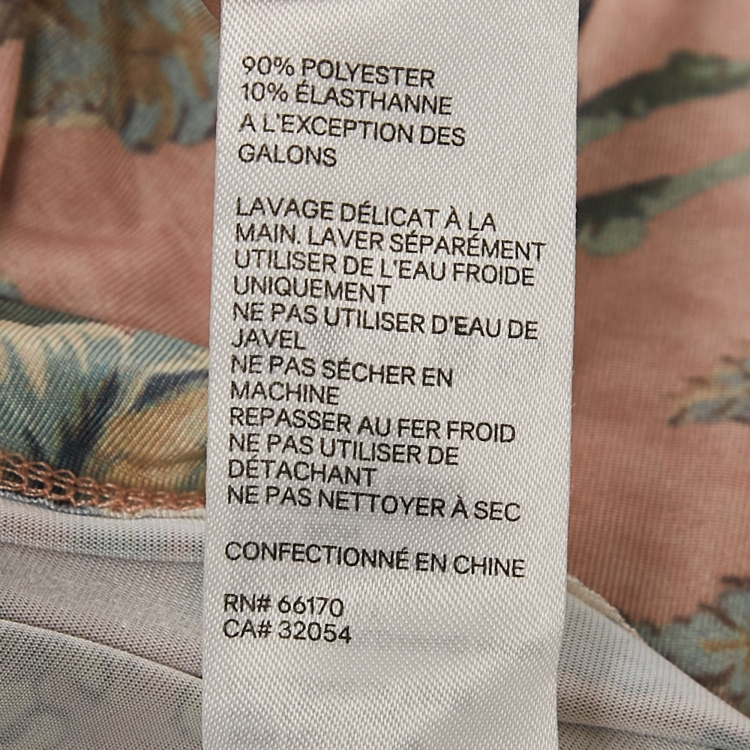 90% POLYESTER
10% ÉLASTHANNE
A L'EXCEPTION DES
GALONS
LAVAGE DÉLICAT À LA
MAIN. LAVER SÉPARÉMENT
UTILISER DE L'EAU FROIDE
UNIQUEMENT
NE PAS UTILISER D'EAU DE
JAVEL
NE PAS SÉCHER EN
MACHINE
REPASSER AU FER FROID
NE PAS UTILISER DE
DÉTACHANT
NE PAS NETTOYER À SEC
CONFECTIONNÉ EN CHINE
RN# 66170
CA# 32054